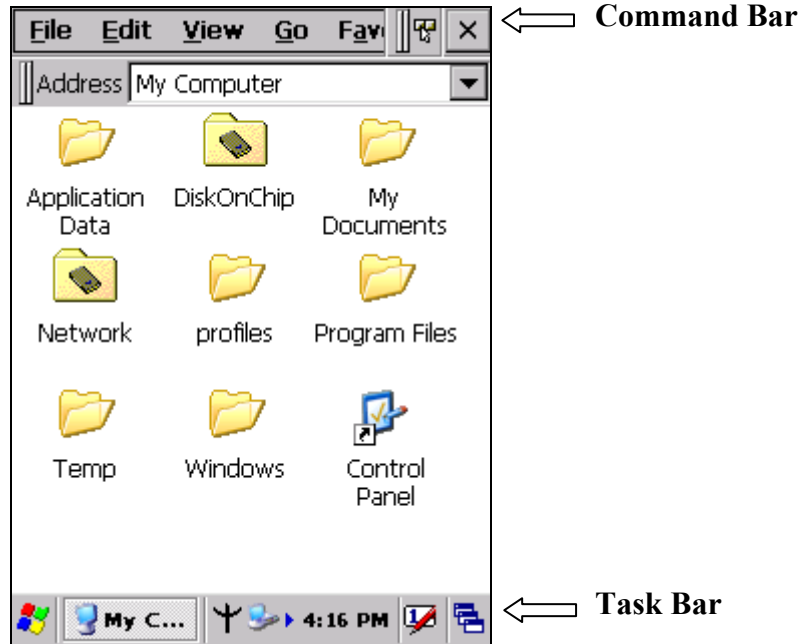 File Edit View Go Fav
Command Bar
Address My Computer
Application Data
DiskOnChip
My Documents
Network
profiles
Program Files
Temp
Windows
Control Panel
My C... 4:16 PM
Task Bar